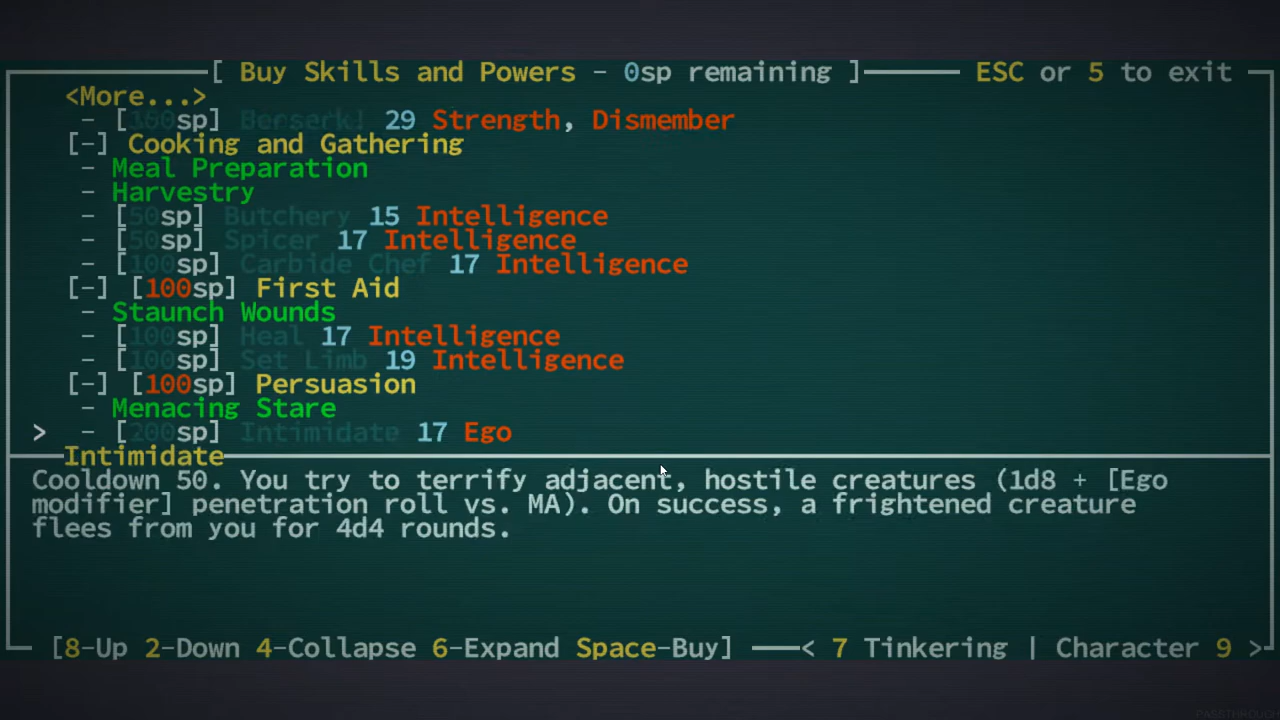 [ Buy Skills and Powers - 0sp remaining ] ESC or 5 to exit
<More...>
- [360sp] Berserk! 29 Strength, Dismember
[-] Cooking and Gathering
- Meal Preparation
- Harvestry
- [50sp] Butchery 15 Intelligence
- [50sp] Spicer 17 Intelligence
- [100sp] Carbide Chef 17 Intelligence
[-] [100sp] First Aid
- Staunch Wounds
- [100sp] Heal 17 Intelligence
- [100sp] Set Limb 19 Intelligence
[-] [100sp] Persuasion
- Menacing Stare
> - [200sp] Intimidate 17 Ego
Intimidate
Cooldown 50. You try to terrify adjacent, hostile creatures (1d8 + [Ego
modifier] penetration roll vs. MA). On success, a frightened creature
flees from you for 4d4 rounds.
[8-Up 2-Down 4-Collapse 6-Expand Space-Buy] < 7 Tinkering | Character 9 >